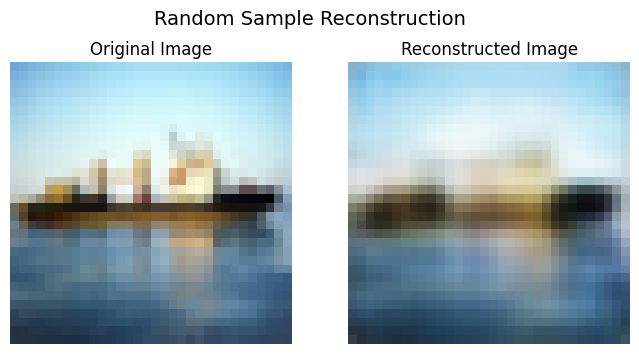 Random Sample Reconstruction
Original Image
Reconstructed Image